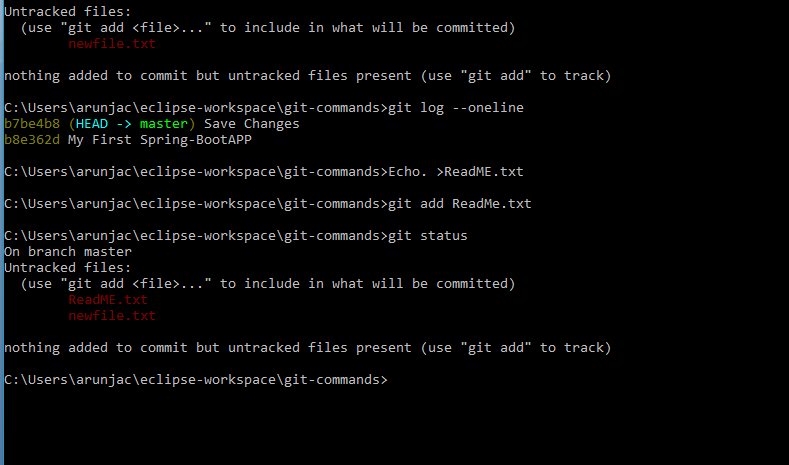 Untracked files:
  (use "git add <file>..." to include in what will be committed)
        newfile.txt
nothing added to commit but untracked files present (use "git add" to track)
C:\Users\arunjac\eclipse-workspace\git-commands>git log --oneline
b7be4b8 (HEAD -> master) Save Changes
b8e362d My First Spring-BootAPP
C:\Users\arunjac\eclipse-workspace\git-commands>Echo. >ReadME.txt
C:\Users\arunjac\eclipse-workspace\git-commands>git add ReadMe.txt
C:\Users\arunjac\eclipse-workspace\git-commands>git status
On branch master
Untracked files:
  (use "git add <file>..." to include in what will be committed)
        ReadME.txt
        newfile.txt
nothing added to commit but untracked files present (use "git add" to track)
C:\Users\arunjac\eclipse-workspace\git-commands>